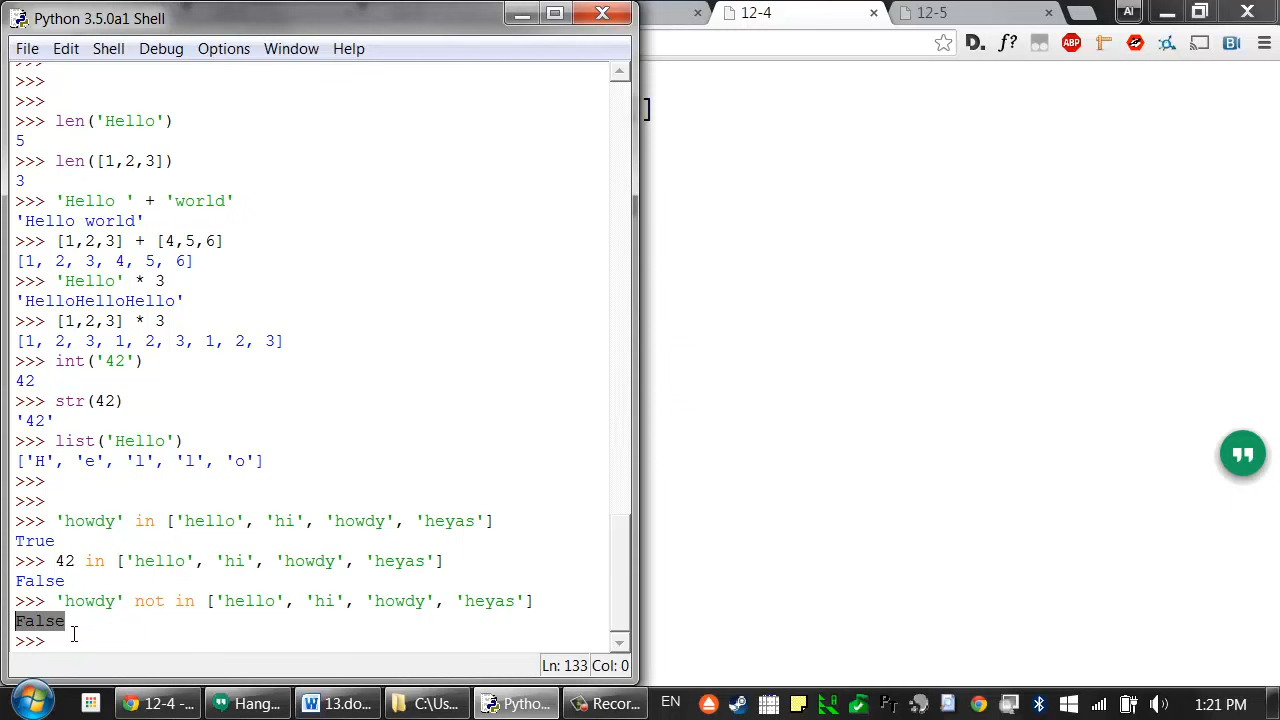 Python 3.5.0a1 Shell
12-4
12-5
Ai
File Edit Shell Debug Options Window Help
D. f? ABP
>>>
>>>
>>>
]
>>> len('Hello')
5
>>> len([1,2,3])
3
>>> 'Hello ' + 'world'
'Hello world'
>>> [1,2,3] + [4,5,6]
[1, 2, 3, 4, 5, 6]
>>> 'Hello' * 3
'HelloHelloHello'
>>> [1,2,3] * 3
[1, 2, 3, 1, 2, 3, 1, 2, 3]
>>> int('42')
42
>>> str(42)
'42'
>>> list('Hello')
['H', 'e', 'l', 'l', 'o']
>>>
>>>
>>> 'howdy' in ['hello', 'hi', 'howdy', 'heyas']
True
>>> 42 in ['hello', 'hi', 'howdy', 'heyas']
False
>>> 'howdy' not in ['hello', 'hi', 'howdy', 'heyas']
False
>>>
Ln: 133 Col: 0
12-4 -... Hang... 13.do... C:\Us... Pytho... Recor... EN 1:21 PM